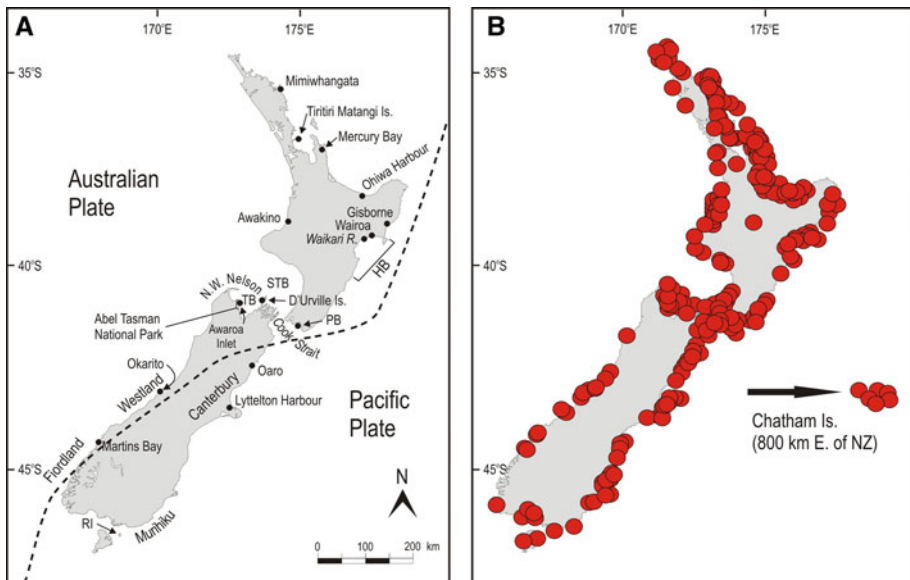 A
170°E
175°E
35°S
Mimiwhangata
Tiritiri Matangi Is.
Mercury Bay
Australian
Plate
Ohiwa Harbour
Gisborne
Wairoa
Awakino
Waikari R.
HB
40°S
N.W. Nelson
STB
TB
D'Urville Is.
Abel Tasman
National Park
PB
Awaroa
Inlet
Cook Strait
Okarito
Oaro
Westland
Canterbury
Lyttelton Harbour
Pacific
Plate
Fiordland
Martins Bay
45°S
N
RI
Murihiku
0 50 100 150 200 km
B
170°E
175°E
35°S
40°S
Chatham Is.
(800 km E. of NZ)
45°S